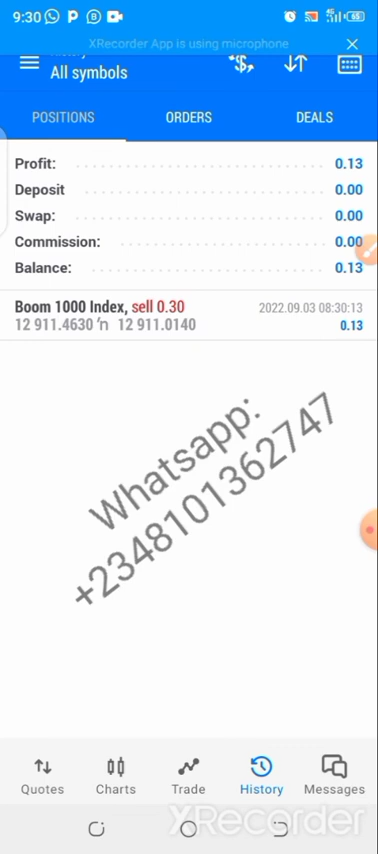 9:30
4G
65
XRecorder App is using microphone
All symbols
POSITIONS ORDERS DEALS
Profit: 0.13
Deposit 0.00
Swap: 0.00
Commission: 0.00
Balance: 0.13
Boom 1000 Index, sell 0.30 2022.09.03 08:30:13
12 911.4630 12 911.0140 0.13
Whatsapp:
+2348101362747
Quotes Charts Trade History Messages
XRecorder